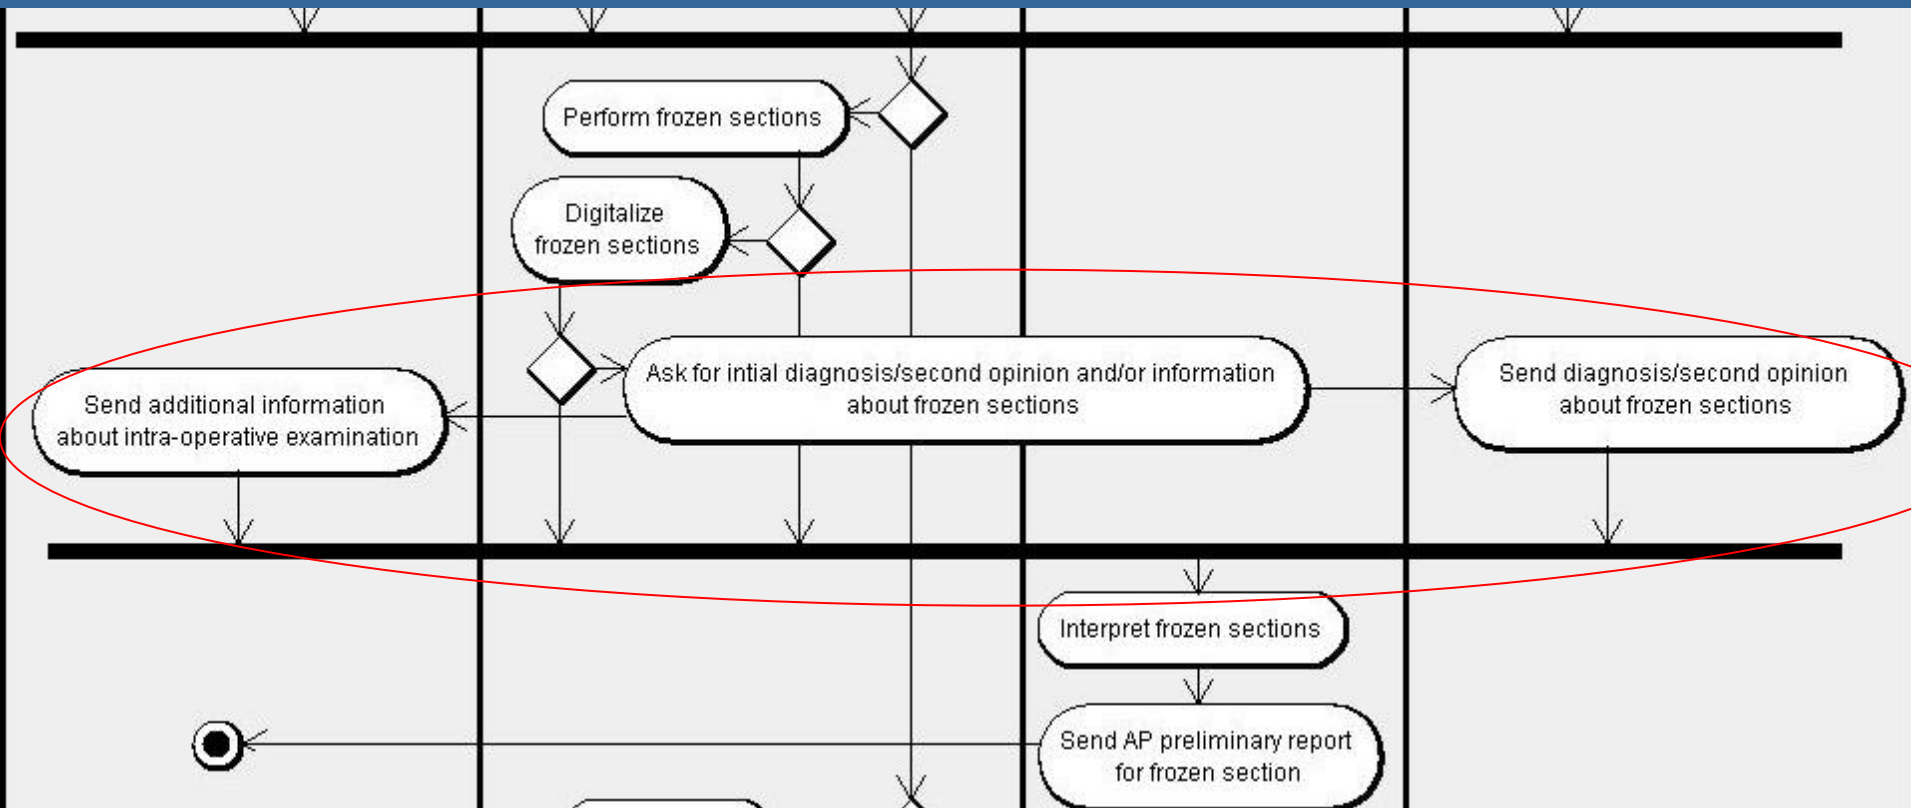 Perform frozen sections
Digitalize
frozen sections
Ask for intial diagnosis/second opinion and/or information
about frozen sections
Send diagnosis/second opinion
about frozen sections
Send additional information
about intra-operative examination
Interpret frozen sections
Send AP preliminary report
for frozen section